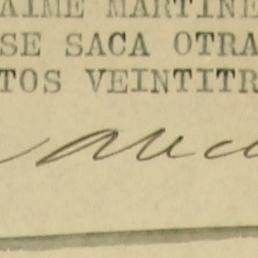 AIME MARTINE
SE SACA OTRA
TOS VEINTITR